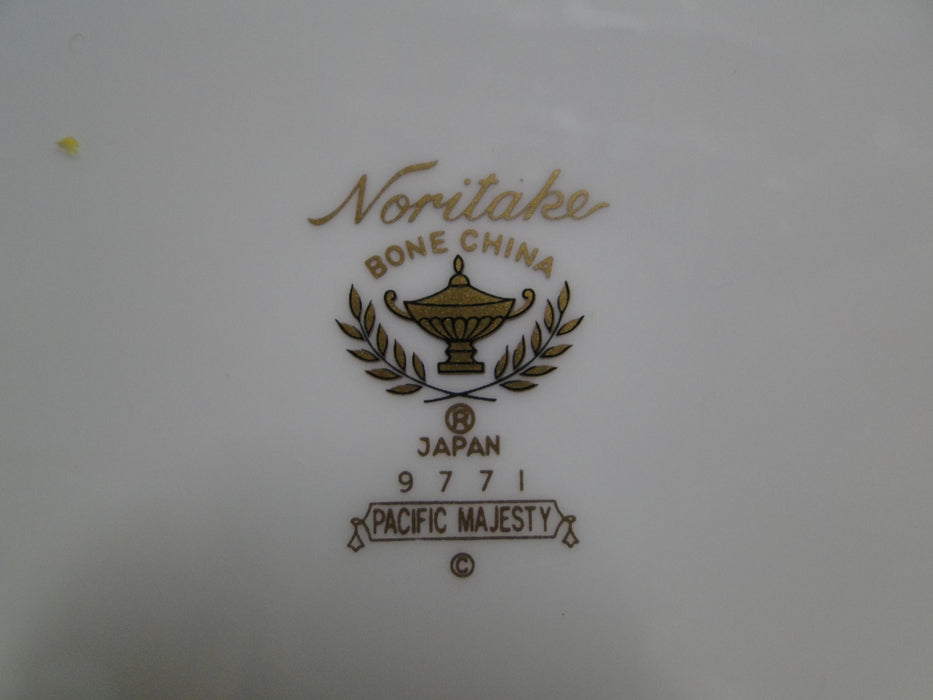 Noritake
BONE CHINA
®
JAPAN
9771
PACIFIC MAJESTY
©